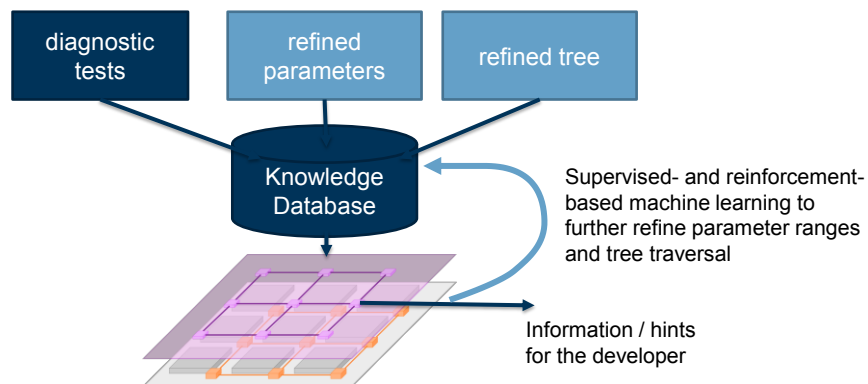 diagnostic
tests
refined
parameters
refined tree
Knowledge
Database
Supervised- and reinforcement-
based machine learning to
further refine parameter ranges
and tree traversal
Information / hints
for the developer